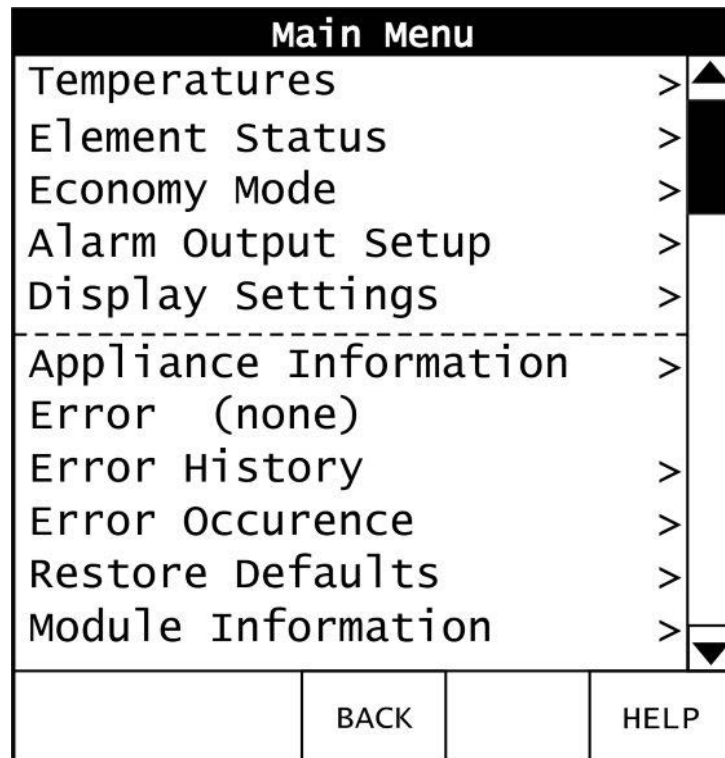 Main Menu
Temperatures >
Element Status >
Economy Mode >
Alarm Output Setup >
Display Settings >
Appliance Information >
Error (none)
Error History >
Error Occurence >
Restore Defaults >
Module Information >
BACK HELP